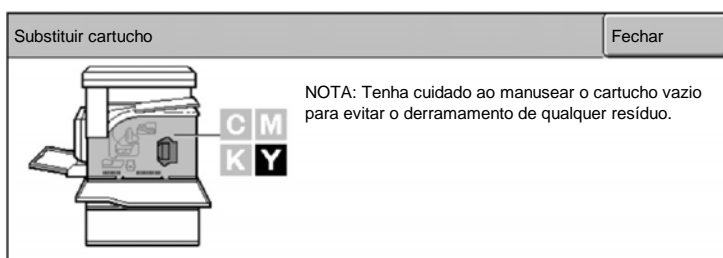 Substituir cartucho
Fechar
NOTA: Tenha cuidado ao manusear o cartucho vazio
para evitar o derramamento de qualquer resíduo.
C M
K Y